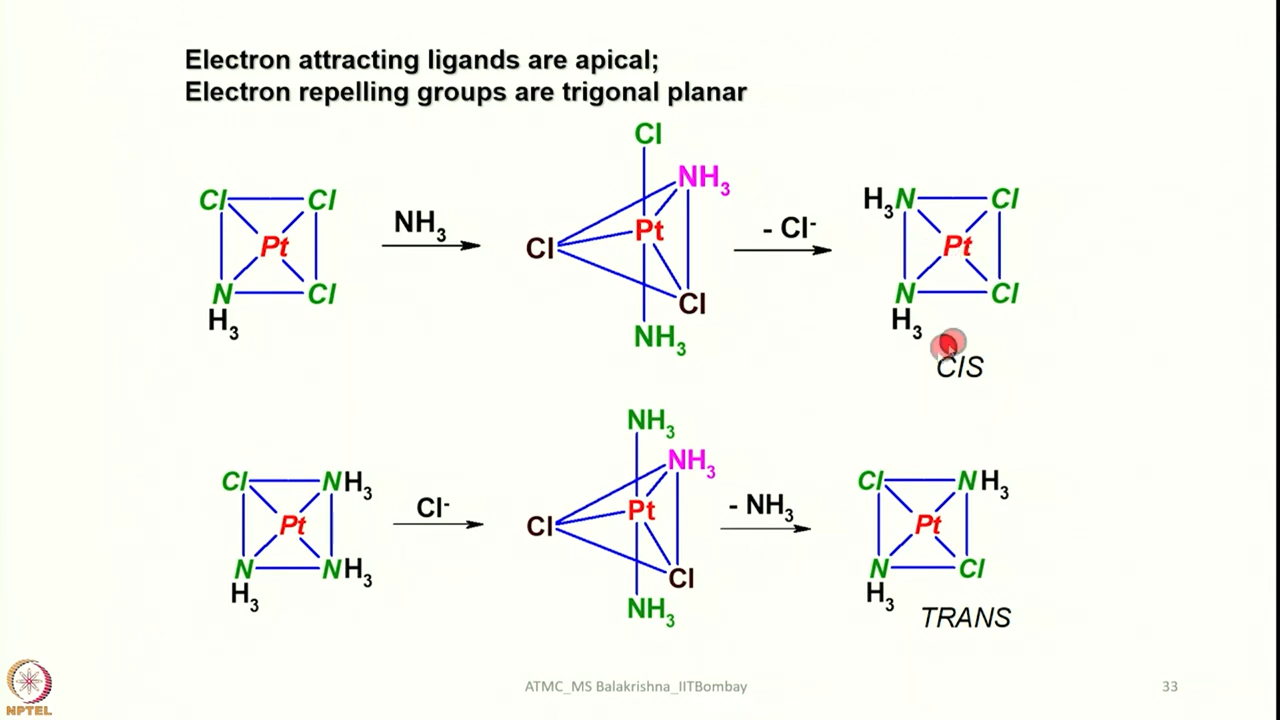 Electron attracting ligands are apical;
Electron repelling groups are trigonal planar
Cl
Cl Cl
Pt
N Cl
H3
NH3
Cl
NH3
Pt
Cl
Cl
NH3
- Cl-
H3N Cl
Pt
N Cl
H3
CIS
Cl NH3
Pt
N NH3
H3
Cl-
NH3
NH3
Pt
Cl
Cl
NH3
- NH3
Cl NH3
Pt
N Cl
H3
TRANS
NPTEL
ATMC_MS Balakrishna_IITBombay
33